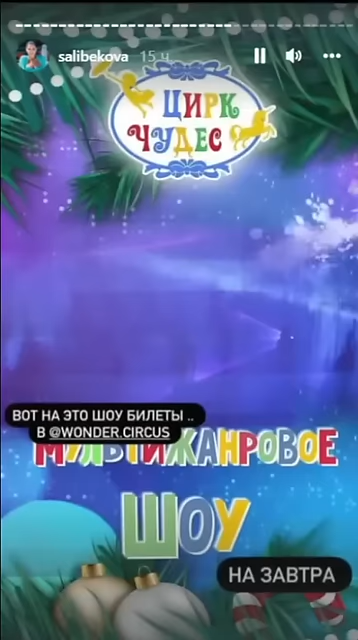 salibekova 15 ч
ЦИРК
ЧУДЕС
ВОТ НА ЭТО ШОУ БИЛЕТЫ ..
В @WONDER.CIRCUS
МУЛЬТИЖАНРОВОЕ
ШОУ
НА ЗАВТРА